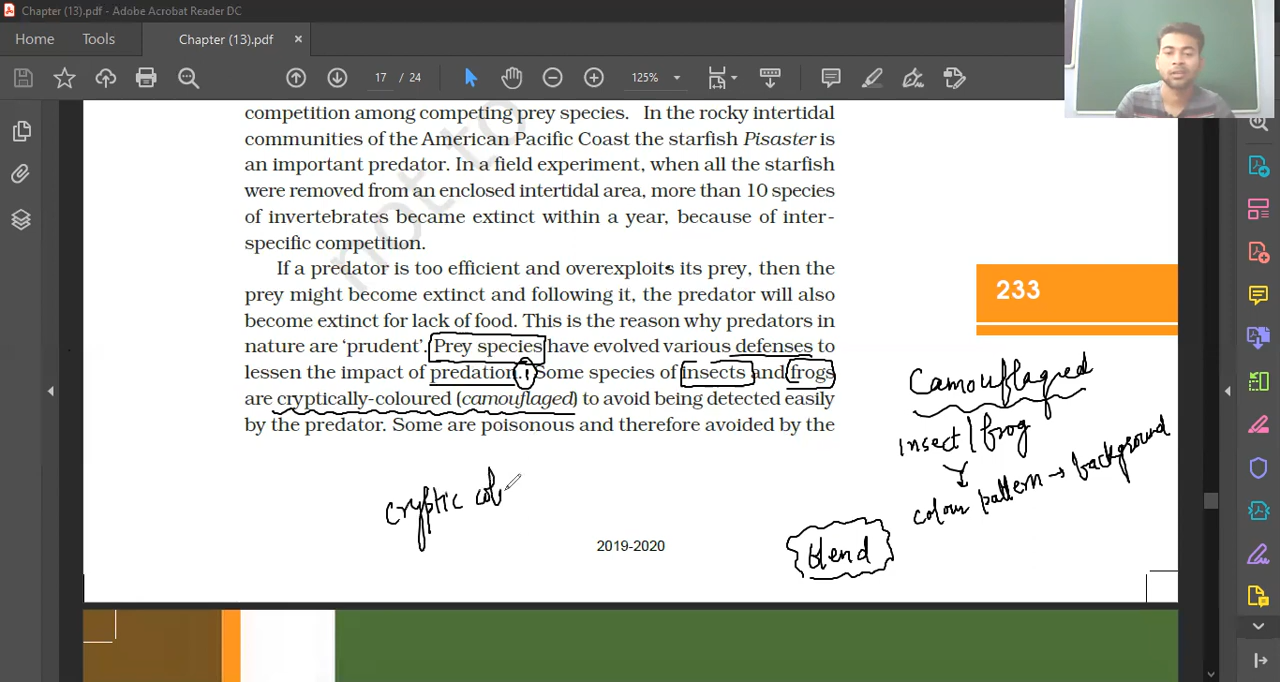 Chapter (13).pdf - Adobe Acrobat Reader DC
Home Tools Chapter (13).pdf ×
17 / 24 125%
not to
competition among competing prey species. In the rocky intertidal
communities of the American Pacific Coast the starfish Pisaster is
an important predator. In a field experiment, when all the starfish
were removed from an enclosed intertidal area, more than 10 species
of invertebrates became extinct within a year, because of inter-
specific competition.
If a predator is too efficient and overexploits its prey, then the
prey might become extinct and following it, the predator will also
become extinct for lack of food. This is the reason why predators in
nature are ‘prudent’. Prey species have evolved various defenses to
lessen the impact of predation. Some species of insects and frogs
are cryptically-coloured (camouflaged) to avoid being detected easily
by the predator. Some are poisonous and therefore avoided by the
233
Camouflaged
insect / frog
colour pattern → background
Blend
cryptic col
2019-2020